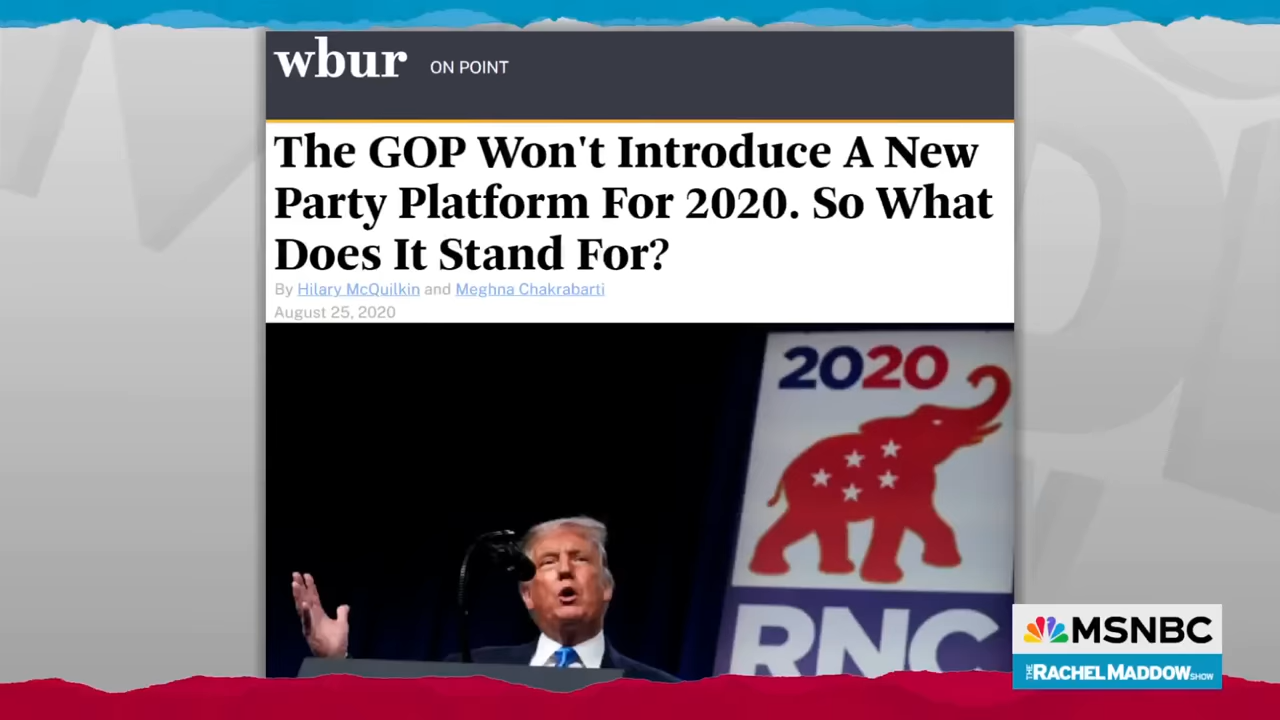 wbur ON POINT
The GOP Won't Introduce A New
Party Platform For 2020. So What
Does It Stand For?
By Hilary McQuilkin and Meghna Chakrabarti
August 25, 2020
2020
RNC
MSNBC
THE RACHEL MADDOW SHOW